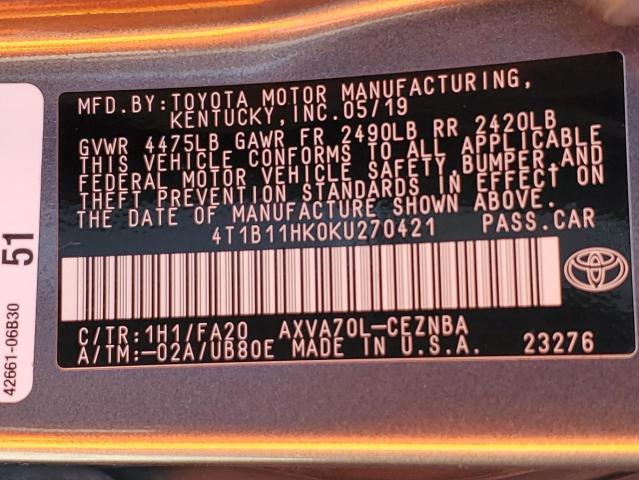 MFD.BY:TOYOTA MOTOR MANUFACTURING,
KENTUCKY,INC.05/19
GVWR 4475LB GAWR FR 2490LB RR 2420LB
THIS VEHICLE CONFORMS TO ALL APPLICABLE
FEDERAL MOTOR VEHICLE SAFETY,BUMPER,AND
THEFT PREVENTION STANDARDS IN EFFECT ON
THE DATE OF MANUFACTURE SHOWN ABOVE.
4T1B11HK0KU270421 PASS.CAR
C/TR:1H1/FA20 AXVA70L-CEZNBA
A/TM:-02A/UB80E MADE IN U.S.A. 23276
51
42661-06B30